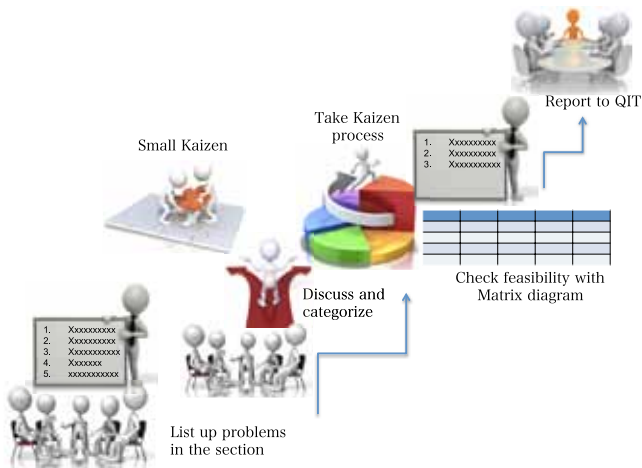 Report to QIT
Take Kaizen
process
Small Kaizen
1. Xxxxxxxxxx
2. Xxxxxxxxxx
3. Xxxxxxxxxxx
Check feasibility with
Matrix diagram
Discuss and
categorize
1. Xxxxxxxxxx
2. Xxxxxxxxxx
3. Xxxxxxxxxxx
4. Xxxxxxx
5. xxxxxxxxxxx
List up problems
in the section